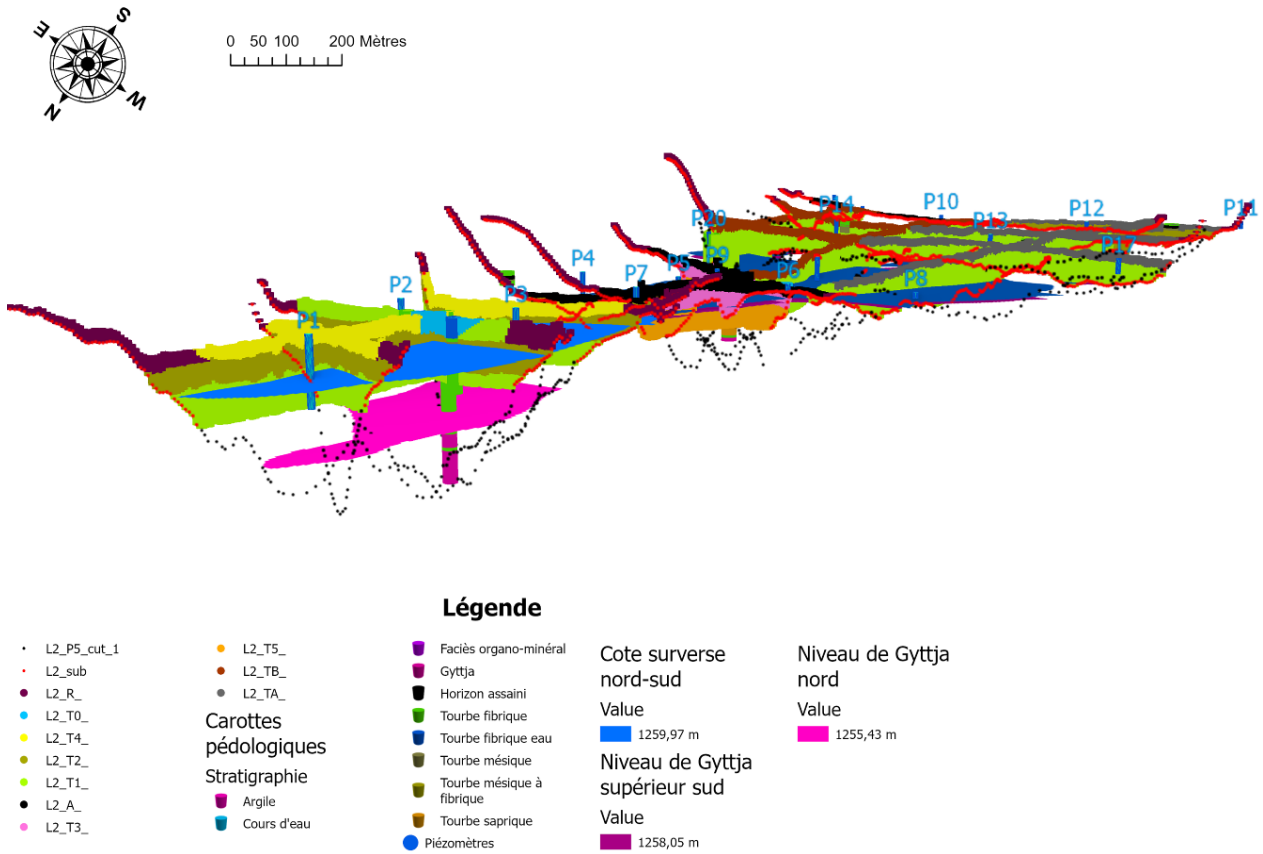 S
E
W
N
0 50 100 200 Mètres
P14
P10
P20
P13
P12
P11
P17
P4
P9
P6
P7
P8
P2
P3
P1
Légende
L2_P5_cut_1
L2_sub
L2_R_
L2_T0_
L2_T4_
L2_T2_
L2_T1_
L2_A_
L2_T3_
L2_T5_
L2_TB_
L2_TA_
Carottes
pédologiques
Stratigraphie
Argile
Cours d'eau
Faciès organo-minéral
Gyttja
Horizon assaini
Tourbe fibrique
Tourbe fibrique eau
Tourbe mésique
Tourbe mésique à
fibrique
Tourbe saprique
Piézomètres
Cote surverse
nord-sud
Value
1259,97 m
Niveau de Gyttja
supérieur sud
Value
1258,05 m
Niveau de Gyttja
nord
Value
1255,43 m